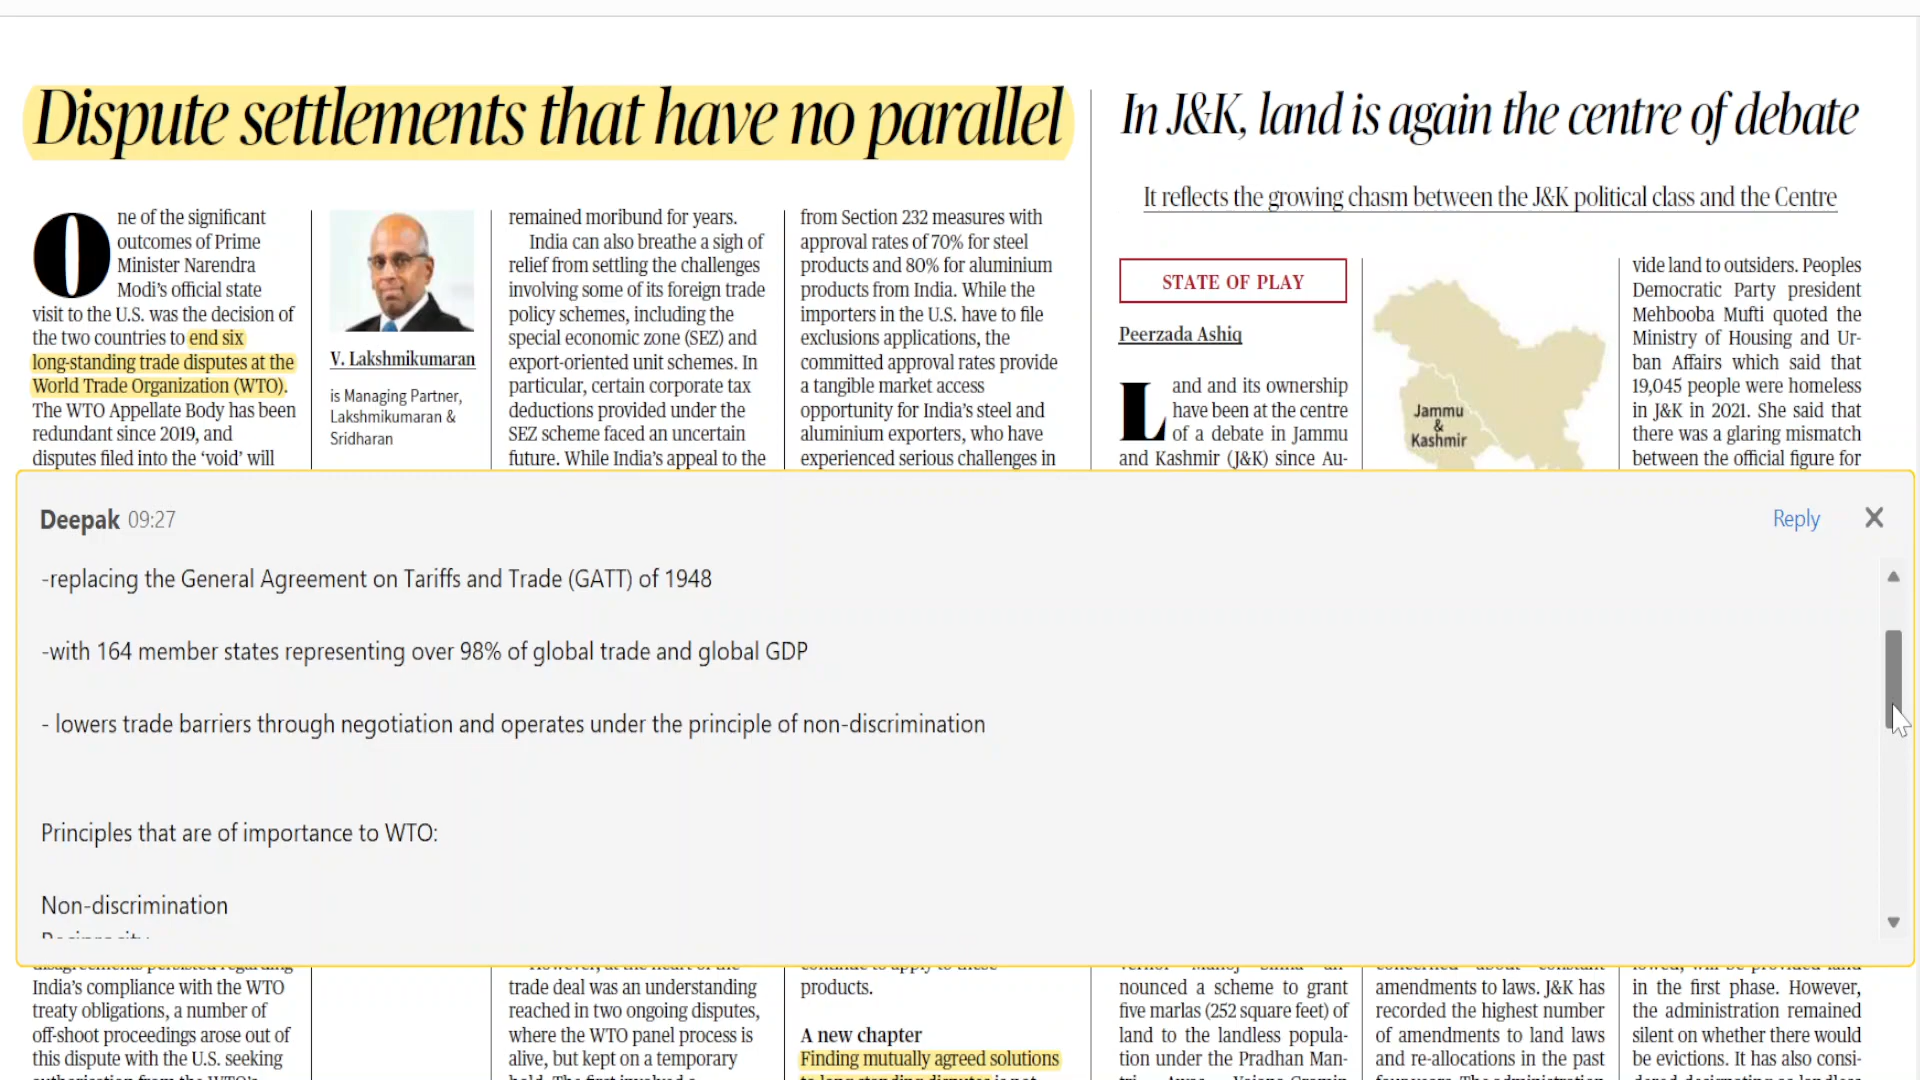 Dispute settlements that have no parallel
One of the significant
outcomes of Prime
Minister Narendra
Modi's official state
visit to the U.S. was the decision of
the two countries to end six
long-standing trade disputes at the
World Trade Organization (WTO).
The WTO Appellate Body has been
redundant since 2019, and
disputes filed into the ‘void’ will
V. Lakshmikumaran
is Managing Partner,
Lakshmikumaran &
Sridharan
remained moribund for years.
India can also breathe a sigh of
relief from settling the challenges
involving some of its foreign trade
policy schemes, including the
special economic zone (SEZ) and
export-oriented unit schemes. In
particular, certain corporate tax
deductions provided under the
SEZ scheme faced an uncertain
future. While India's appeal to the
from Section 232 measures with
approval rates of 70% for steel
products and 80% for aluminium
products from India. While the
importers in the U.S. have to file
exclusions applications, the
committed approval rates provide
a tangible market access
opportunity for India's steel and
aluminium exporters, who have
experienced serious challenges in
In J&K, land is again the centre of debate
It reflects the growing chasm between the J&K political class and the Centre
STATE OF PLAY
Peerzada Ashiq
Land and its ownership
have been at the centre
of a debate in Jammu
and Kashmir (J&K) since Au-
Jammu
&
Kashmir
vide land to outsiders. Peoples
Democratic Party president
Mehbooba Mufti quoted the
Ministry of Housing and Ur-
ban Affairs which said that
19,045 people were homeless
in J&K in 2021. She said that
there was a glaring mismatch
between the official figure for
Deepak 09:27
Reply
-replacing the General Agreement on Tariffs and Trade (GATT) of 1948
-with 164 member states representing over 98% of global trade and global GDP
- lowers trade barriers through negotiation and operates under the principle of non-discrimination
Principles that are of importance to WTO:
Non-discrimination
India's compliance with the WTO
treaty obligations, a number of
off-shoot proceedings arose out of
this dispute with the U.S. seeking
trade deal was an understanding
reached in two ongoing disputes,
where the WTO panel process is
alive, but kept on a temporary
products.
A new chapter
Finding mutually agreed solutions
nounced a scheme to grant
five marlas (252 square feet) of
land to the landless popula-
tion under the Pradhan Man-
amendments to laws. J&K has
recorded the highest number
of amendments to land laws
and re-allocations in the past
in the first phase. However,
the administration remained
silent on whether there would
be evictions. It has also consi-